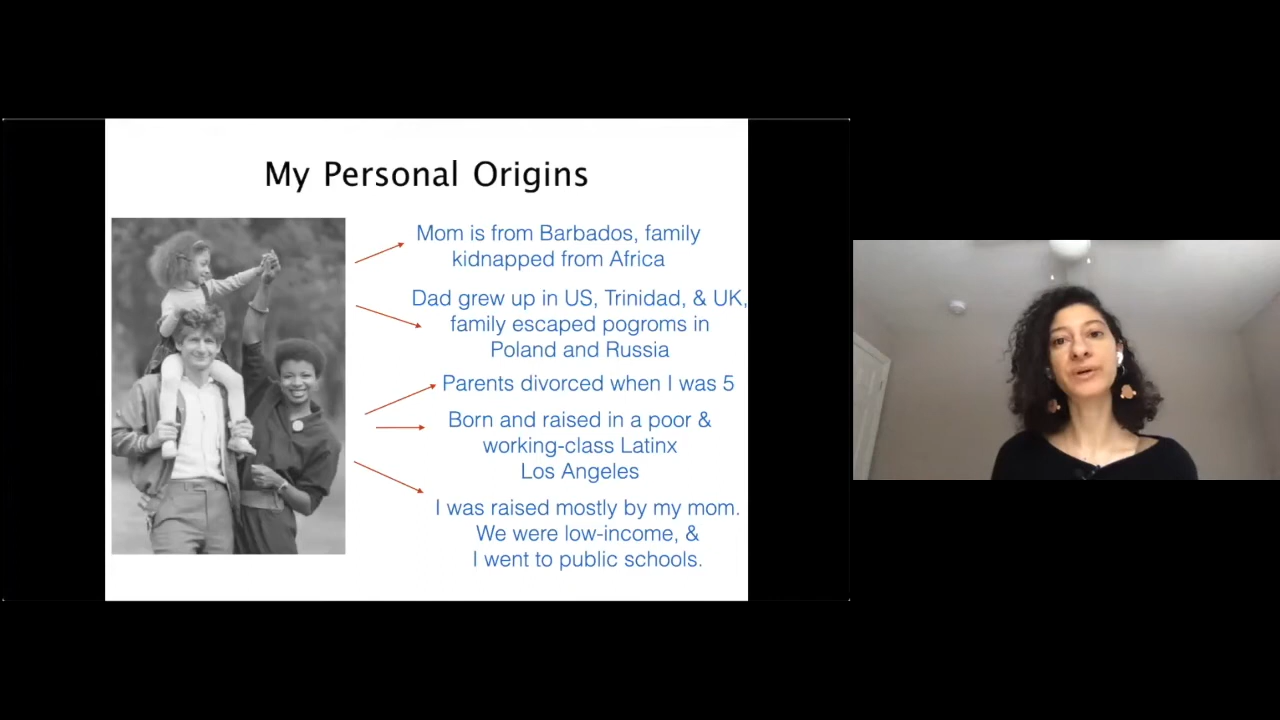 My Personal Origins
Mom is from Barbados, family
kidnapped from Africa
Dad grew up in US, Trinidad, & UK,
family escaped pogroms in
Poland and Russia
Parents divorced when I was 5
Born and raised in a poor &
working-class Latinx
Los Angeles
I was raised mostly by my mom.
We were low-income, &
I went to public schools.